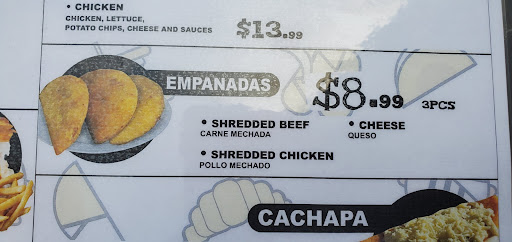 • CHICKEN
CHICKEN, LETTUCE,
POTATO CHIPS, CHEESE AND SAUCES $13.99
EMPANADAS $8.99 3PCS
• SHREDDED BEEF • CHEESE
CARNE MECHADA QUESO
• SHREDDED CHICKEN
POLLO MECHADO
CACHAPA